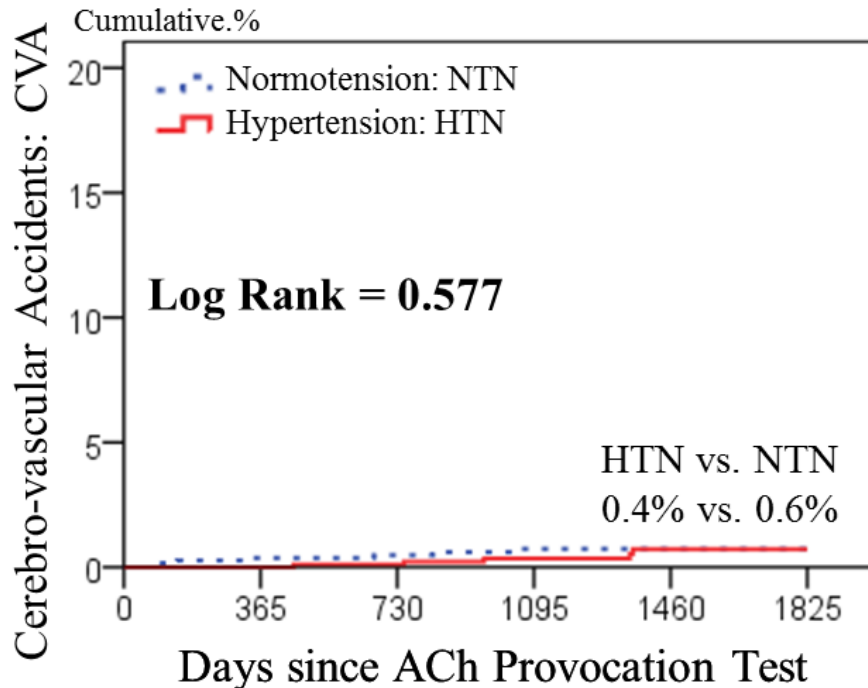 Cumulative.%
Cerebro-vascular Accidents: CVA
20
15
10
5
0
Normotension: NTN
Hypertension: HTN
Log Rank = 0.577
HTN vs. NTN
0.4% vs. 0.6%
0 365 730 1095 1460 1825
Days since ACh Provocation Test